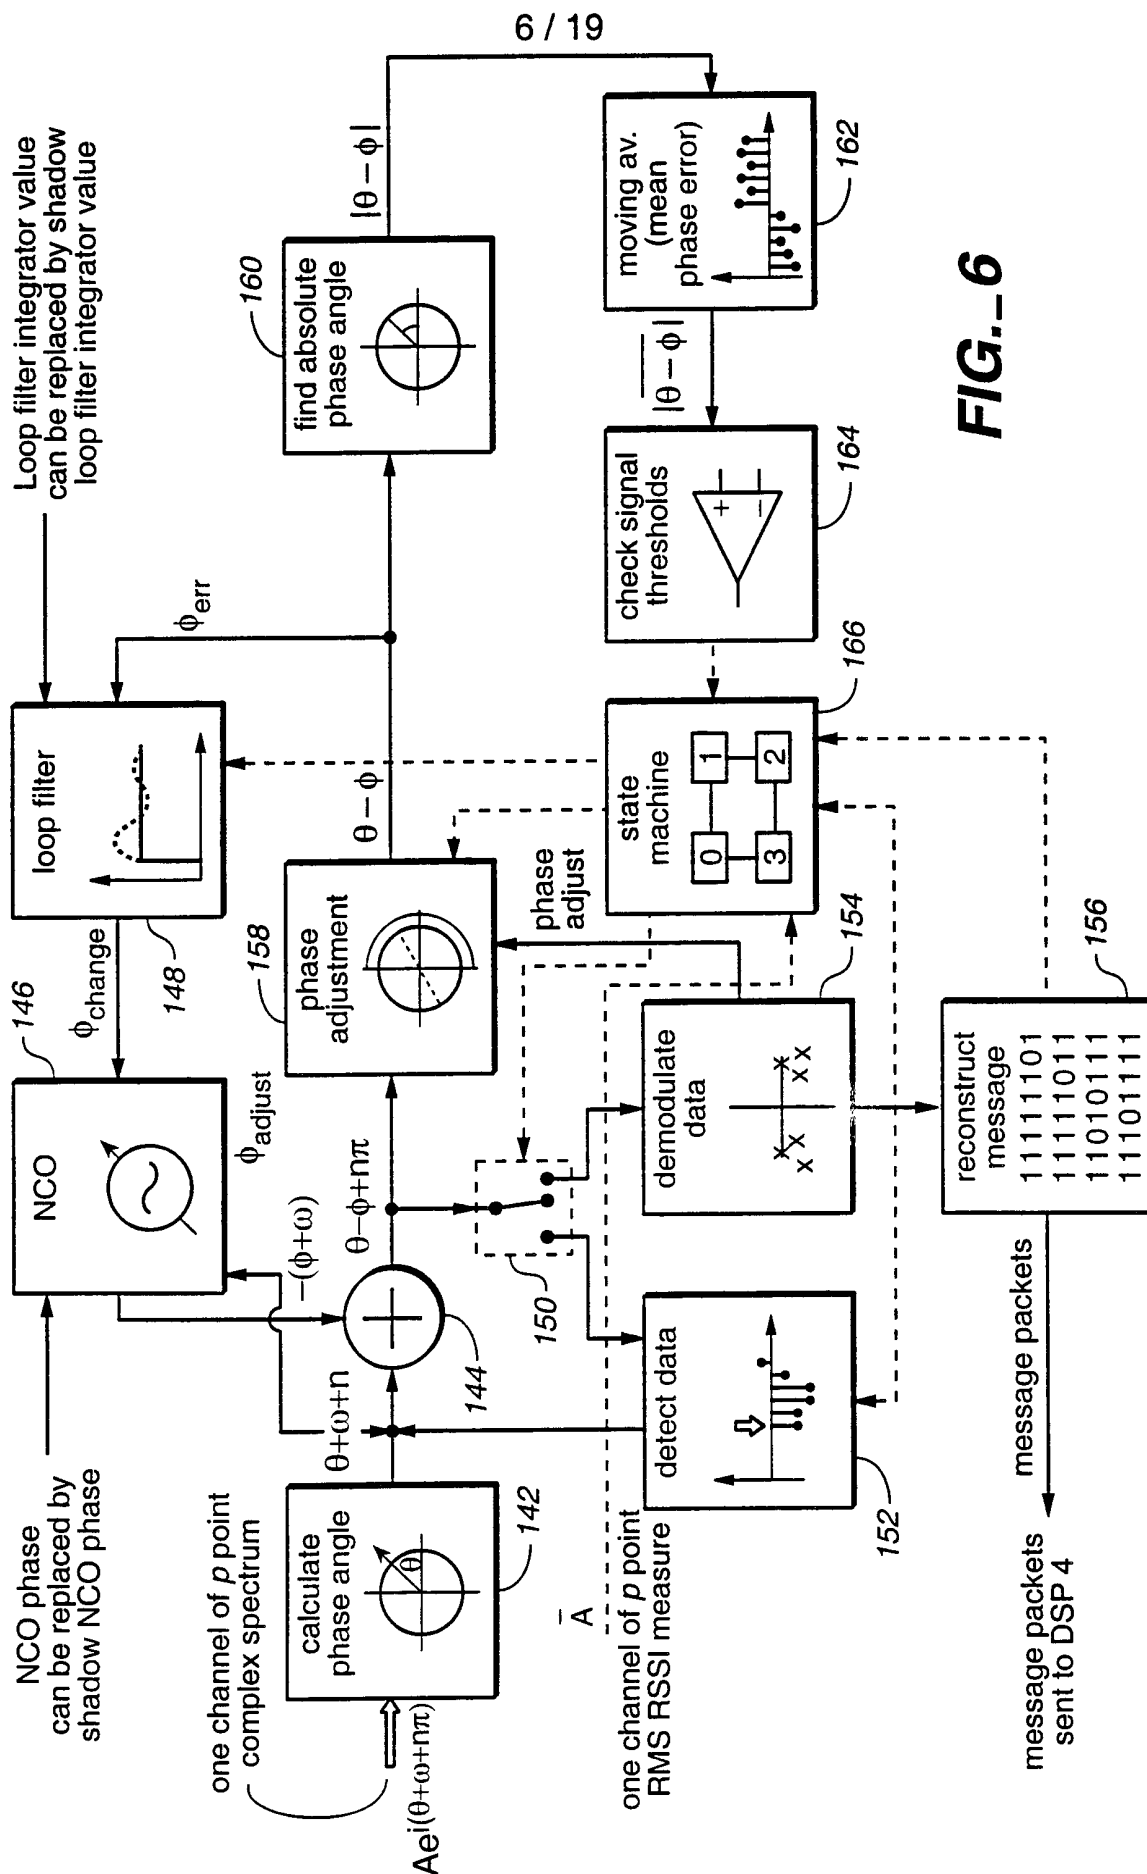 6 / 19
NCO phase
can be replaced by
shadow NCO phase
Loop filter integrator value
can be replaced by shadow
loop filter integrator value
NCO
146
ϕchange
loop filter
148
ϕerr
ϕadjust
−(ϕ+ω)
one channel of p point
complex spectrum
Ae^i(θ+ω+nπ)
calculate
phase angle
θ
142
θ+ω+n
144
θ−ϕ+nπ
phase
adjustment
158
θ − ϕ
find absolute
phase angle
160
|θ − ϕ|
150
phase
adjust
A̅
one channel of p point
RMS RSSI measure
detect data
152
demodulate
data
154
state
machine
0
1
2
3
166
check signal
thresholds
+
−
164
|θ − ϕ|
moving av.
(mean
phase error)
162
message packets
sent to DSP 4
message packets
reconstruct
message
11111101
11111011
11010111
11101111
156
FIG._6